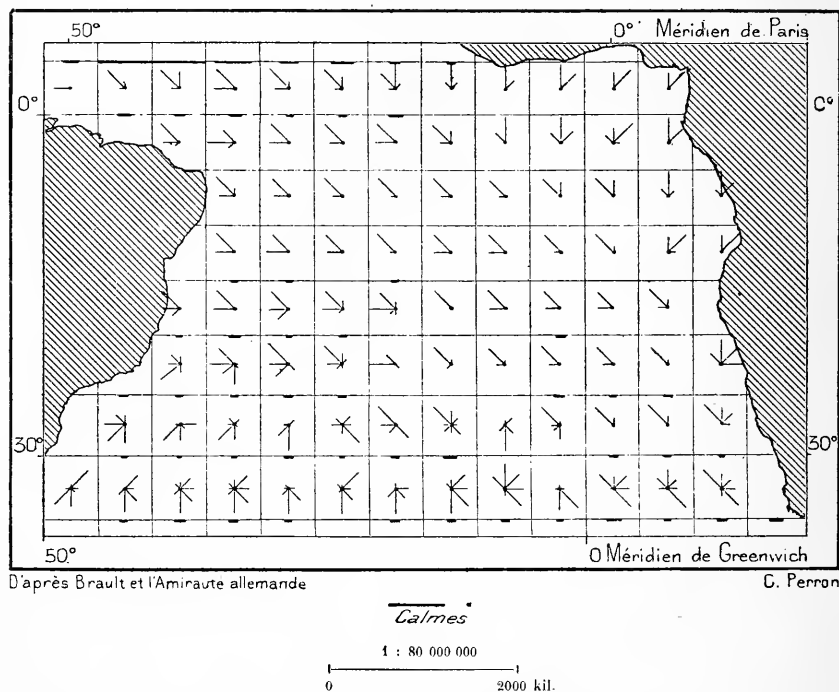 50° 0° Méridien de Paris
0° 0°
30° 30°
50.° 0 Méridien de Greenwich
D'après Brault et l'Amiraute allemande C. Perron
Calmes
1 : 80 000 000
0 2000 kil.